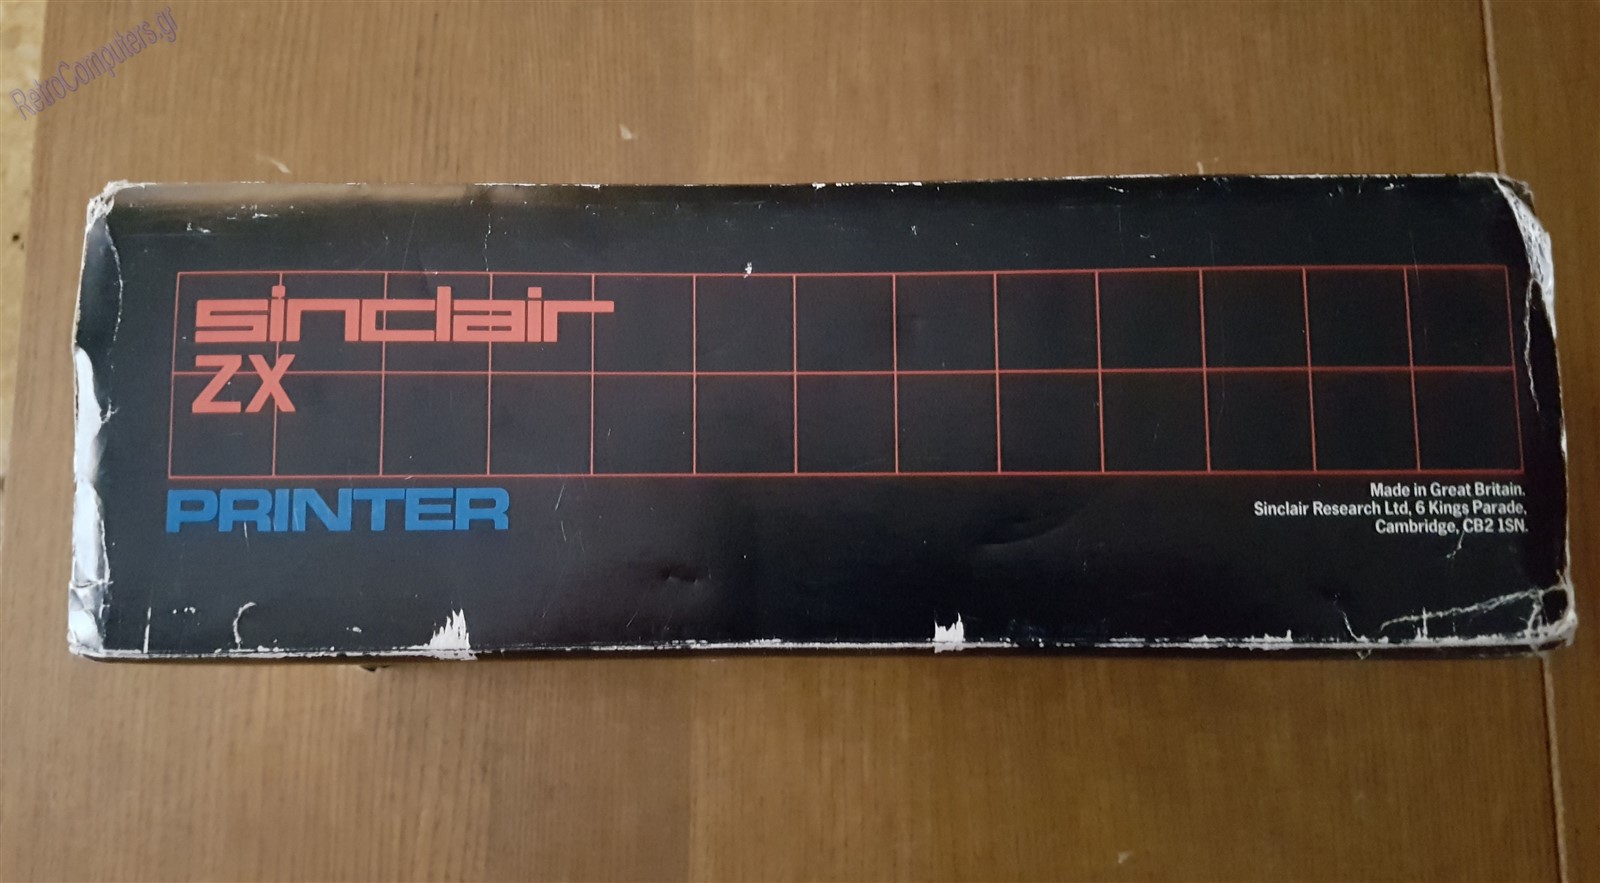 RetroComputers.gr
sinclair
ZX
PRINTER
Made in Great Britain.
Sinclair Research Ltd, 6 Kings Parade,
Cambridge, CB2 1SN.